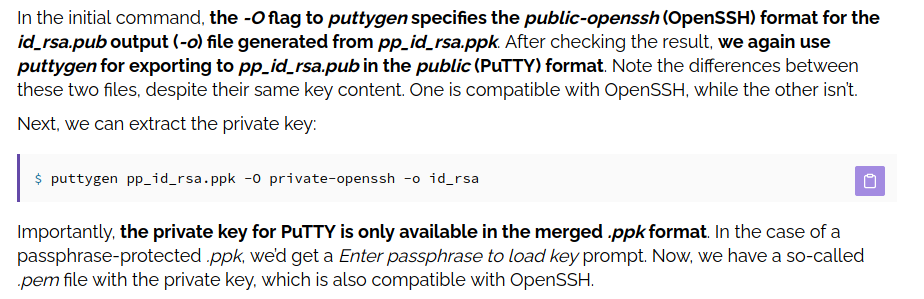 In the initial command, the -O flag to puttygen specifies the public-openssh (OpenSSH) format for the
id_rsa.pub output (-o) file generated from pp_id_rsa.ppk. After checking the result, we again use
puttygen for exporting to pp_id_rsa.pub in the public (PuTTY) format. Note the differences between
these two files, despite their same key content. One is compatible with OpenSSH, while the other isn't.
Next, we can extract the private key:
$ puttygen pp_id_rsa.ppk -O private-openssh -o id_rsa
Importantly, the private key for PuTTY is only available in the merged .ppk format. In the case of a
passphrase-protected .ppk, we'd get a Enter passphrase to load key prompt. Now, we have a so-called
.pem file with the private key, which is also compatible with OpenSSH.